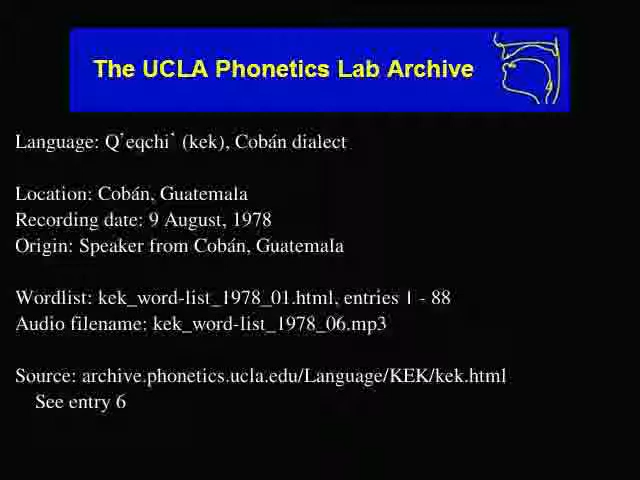 The UCLA Phonetics Lab Archive
Language: Q'eqchi` (kek), Cobán dialect
Location: Cobán, Guatemala
Recording date: 9 August, 1978
Origin: Speaker from Cobán, Guatemala
Wordlist: kek_word-list_1978_01.html, entries 1 - 88
Audio filename: kek_word-list_1978_06.mp3
Source: archive.phonetics.ucla.edu/Language/KEK/kek.html
See entry 6